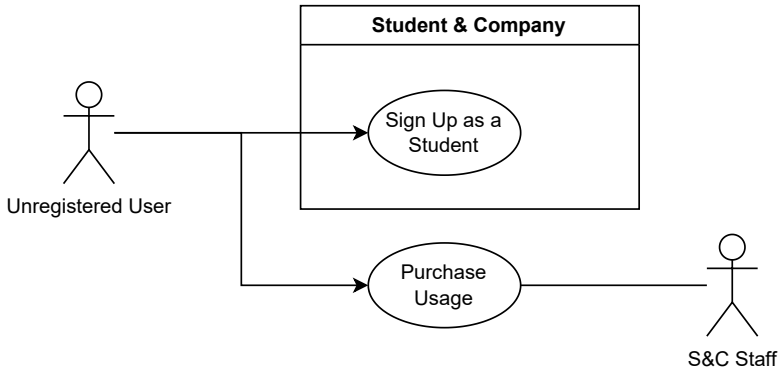 Student & Company
Sign Up as a
Student
Unregistered User
Purchase
Usage
S&C Staff